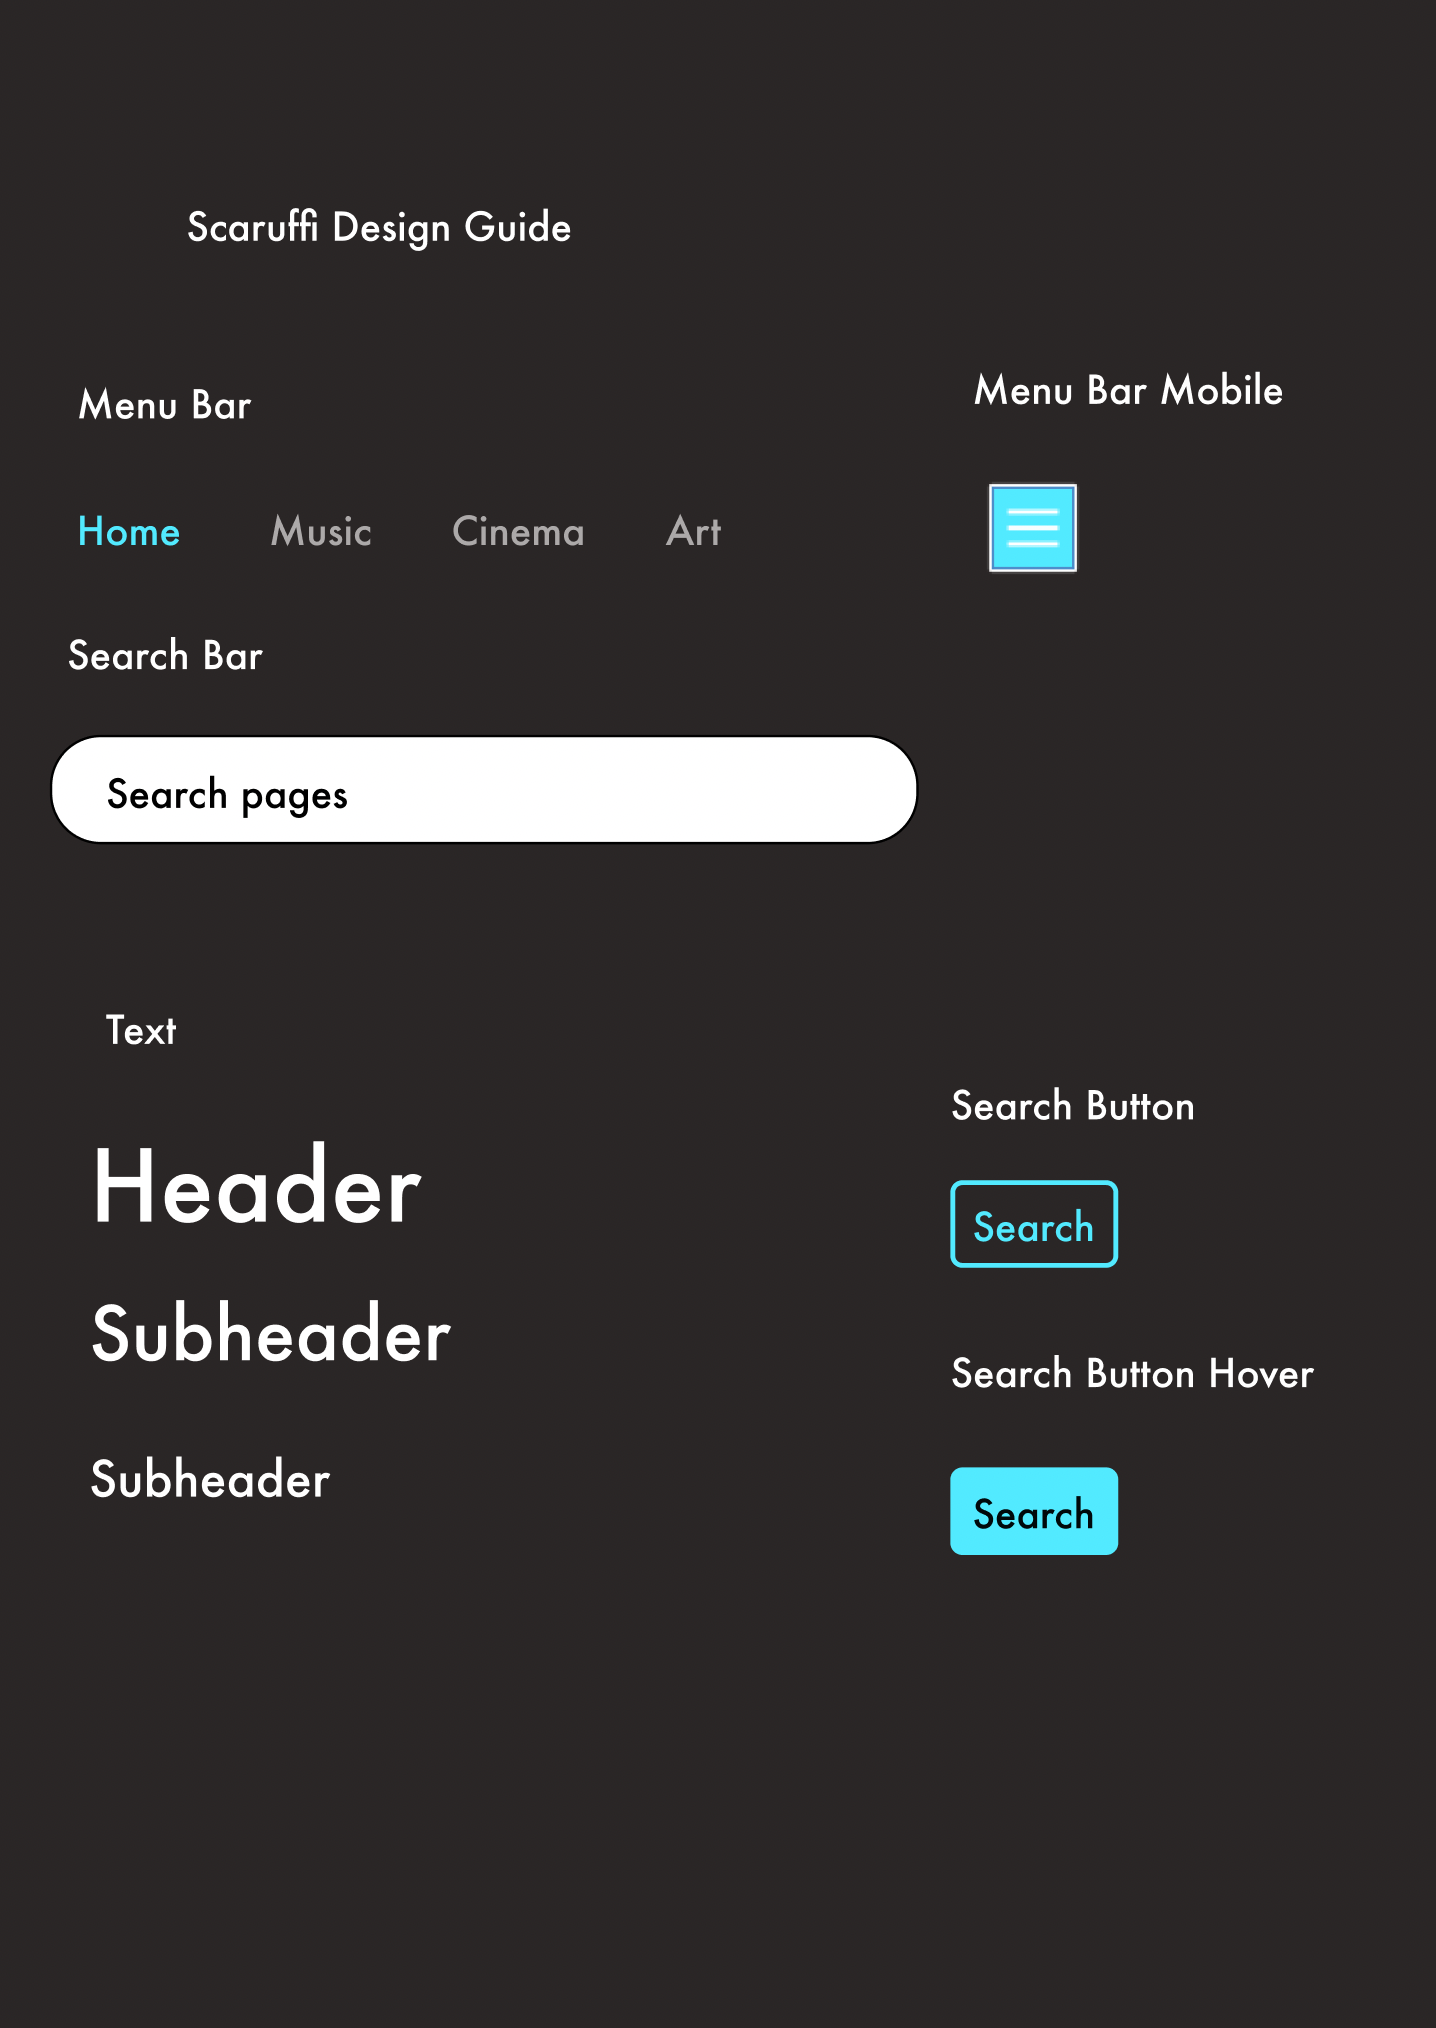 Scaruffi Design Guide
Menu Bar
Menu Bar Mobile
Home Music Cinema Art
Search Bar
Search pages
Text
Header
Subheader
Subheader
Search Button
Search
Search Button Hover
Search